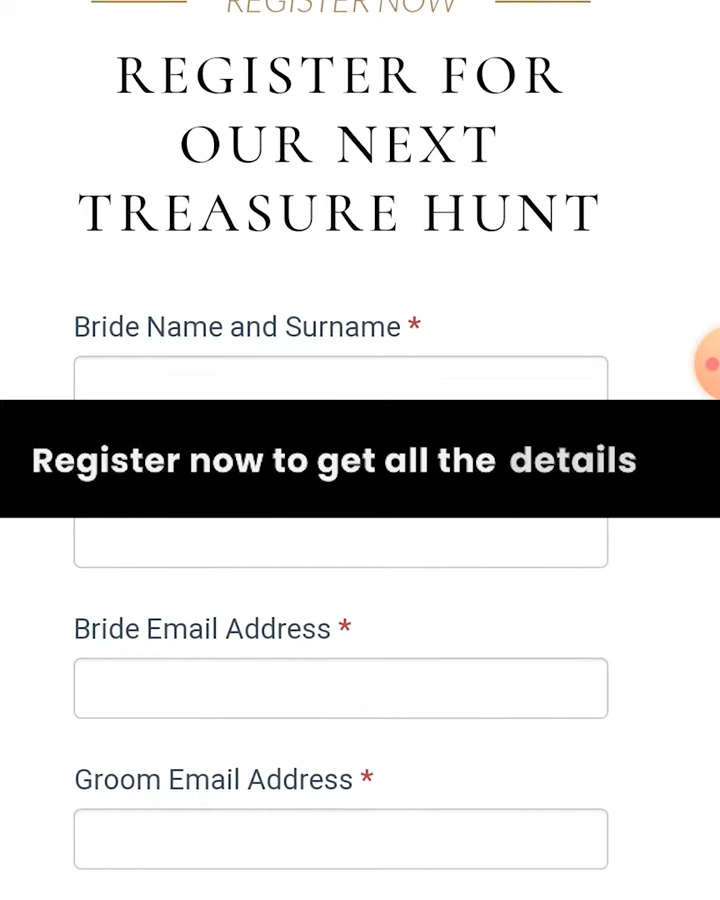 REGISTER NOW
REGISTER FOR
OUR NEXT
TREASURE HUNT
Bride Name and Surname *
Register now to get all the details
Bride Email Address *
Groom Email Address *